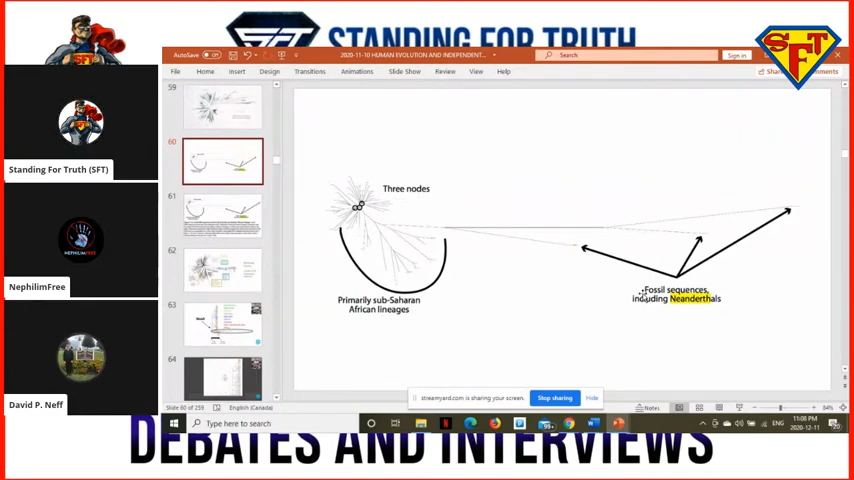 SFT
STANDING FOR TRUTH
SFT
AutoSave Off
2020-11-10 HUMAN EVOLUTION AND INDEPENDENT...
Search
Sign in
File Home Insert Design Transitions Animations Slide Show Review View Help
Comments
59
60
61
62
63
64
Three nodes
Primarily sub-Saharan
African lineages
Fossil sequences,
including Neanderthals
Standing For Truth (SFT)
NephilimFree
NEPHILIMFREE
David P. Neff
streamyard.com is sharing your screen.
Stop sharing
Hide
Slide 60 of 259
English (Canada)
Notes
84%
Type here to search
99+
ENG
11:08 PM
2020-12-11
DEBATES AND INTERVIEWS